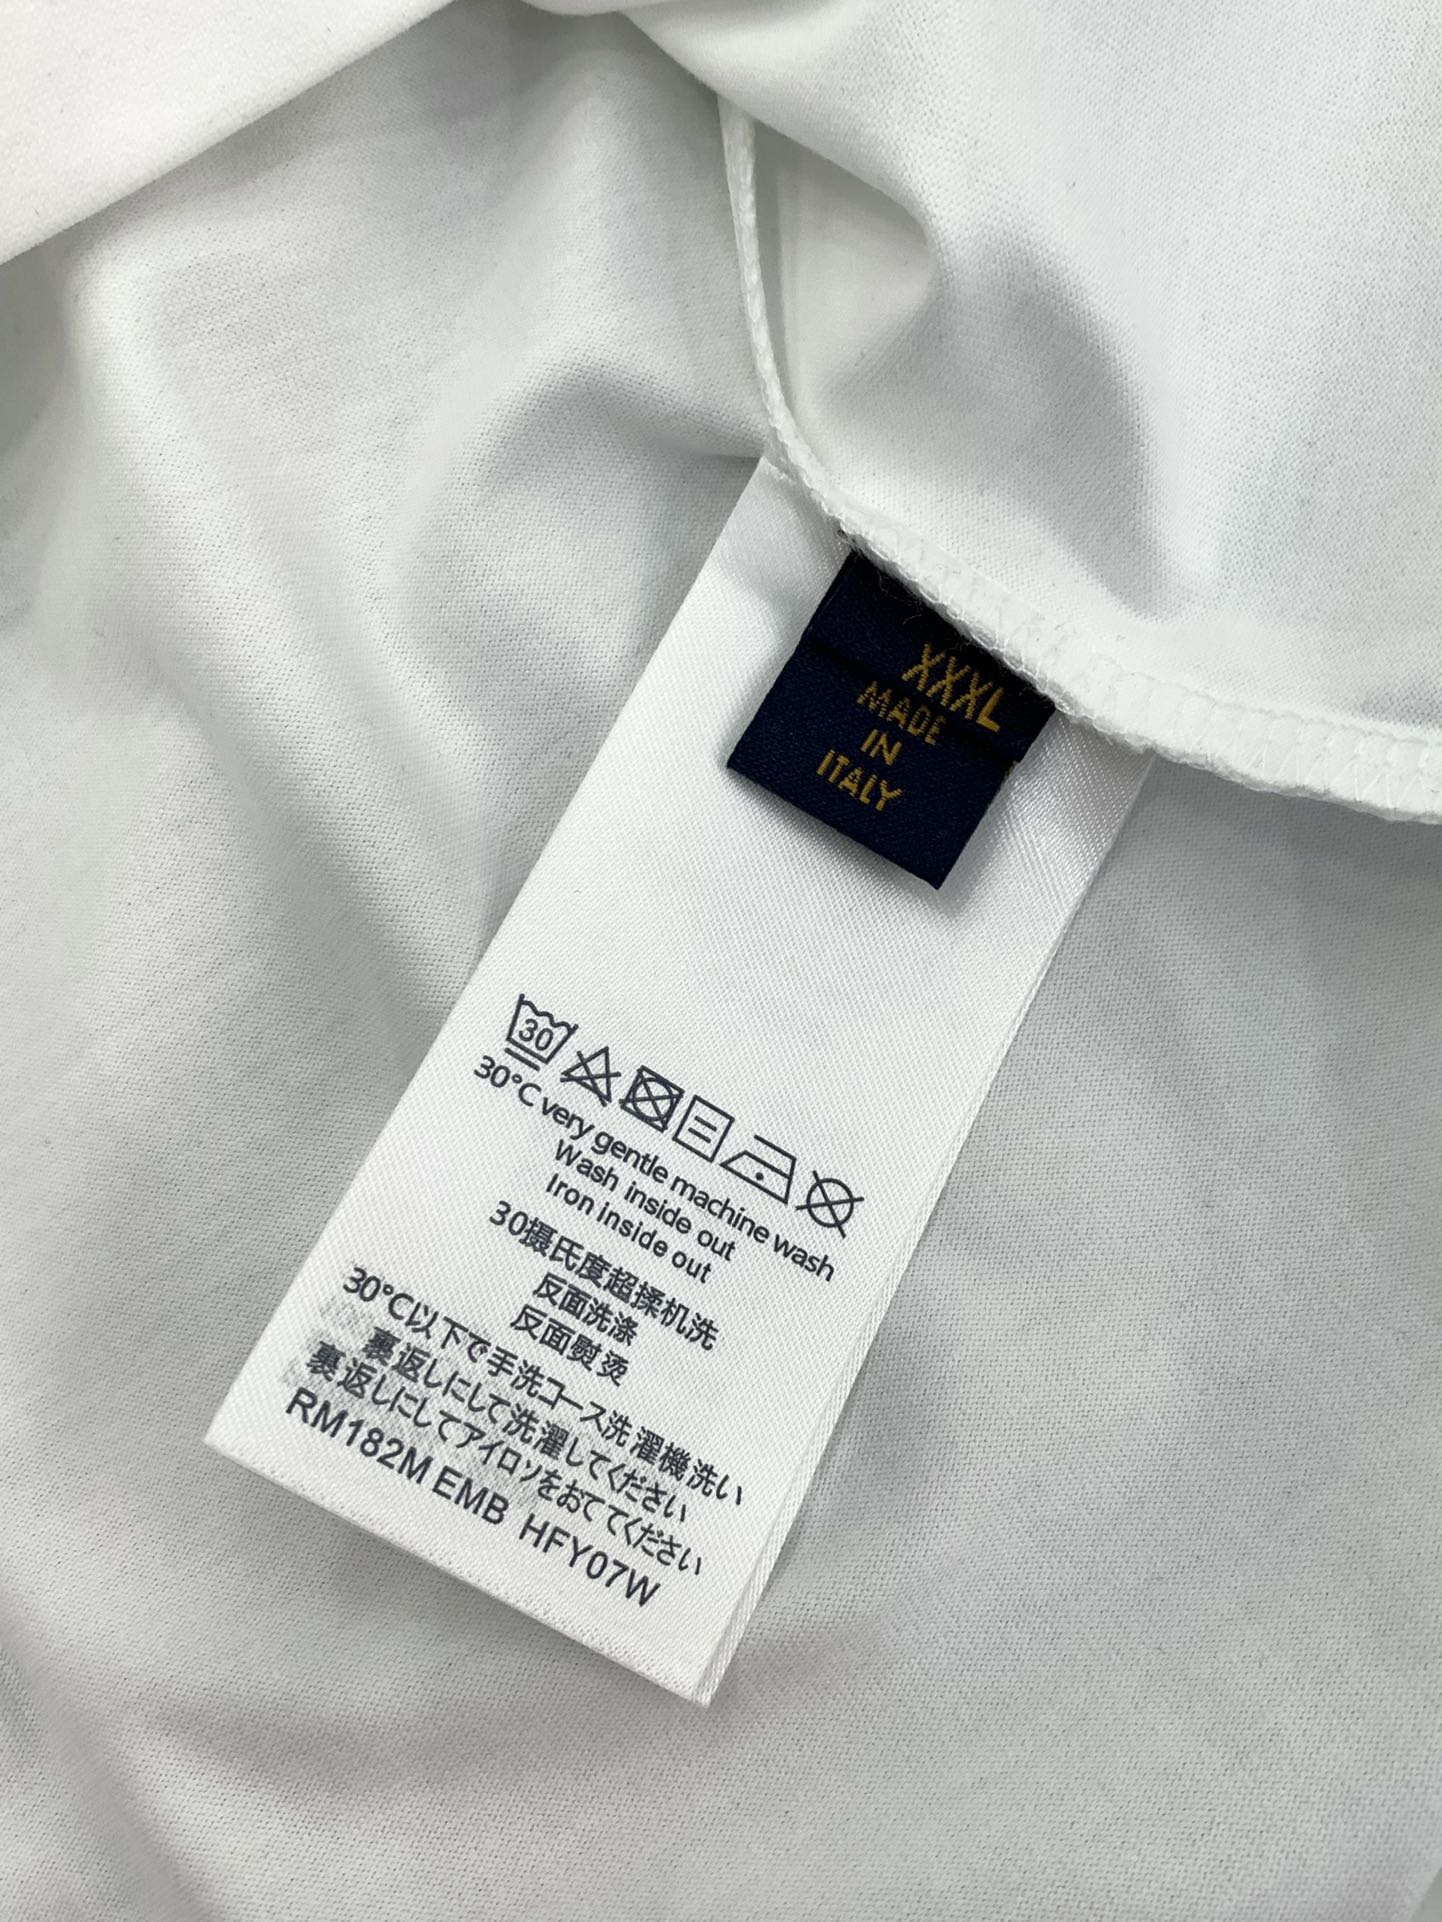 XXXL
MADE
IN
ITALY
30
30°C very gentle machine wash
Wash inside out
Iron inside out
30摄氏度超揉机洗
反面洗涤
反面熨烫
30°C以下で手洗コース洗濯機洗い
裏返しにして洗濯してください
裏返しにしてアイロンをおててください
RM182M EMB HFY07W